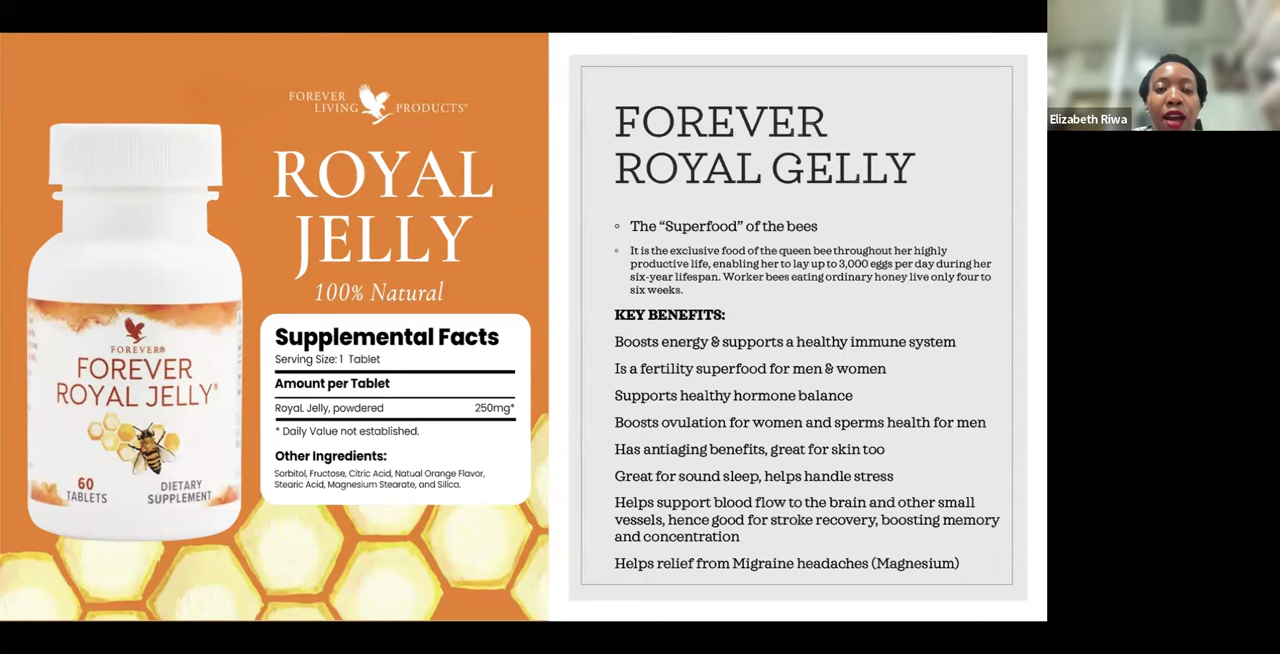 FOREVER
LIVING PRODUCTS
ROYAL
JELLY
100% Natural
Supplemental Facts
Serving Size: 1 Tablet
Amount per Tablet
Royal Jelly, powdered 250mg*
* Daily Value not established.
Other Ingredients:
Sorbitol, Fructose, Citric Acid, Natual Orange Flavor,
Stearic Acid, Magnesium Stearate, and Silica.
FOREVER®
FOREVER
ROYAL JELLY®
60
TABLETS
DIETARY
SUPPLEMENT
FOREVER
ROYAL GELLY
◦ The “Superfood” of the bees
◦ It is the exclusive food of the queen bee throughout her highly
productive life, enabling her to lay up to 3,000 eggs per day during her
six-year lifespan. Worker bees eating ordinary honey live only four to
six weeks.
KEY BENEFITS:
Boosts energy & supports a healthy immune system
Is a fertility superfood for men & women
Supports healthy hormone balance
Boosts ovulation for women and sperms health for men
Has antiaging benefits, great for skin too
Great for sound sleep, helps handle stress
Helps support blood flow to the brain and other small
vessels, hence good for stroke recovery, boosting memory
and concentration
Helps relief from Migraine headaches (Magnesium)
Elizabeth Riwa